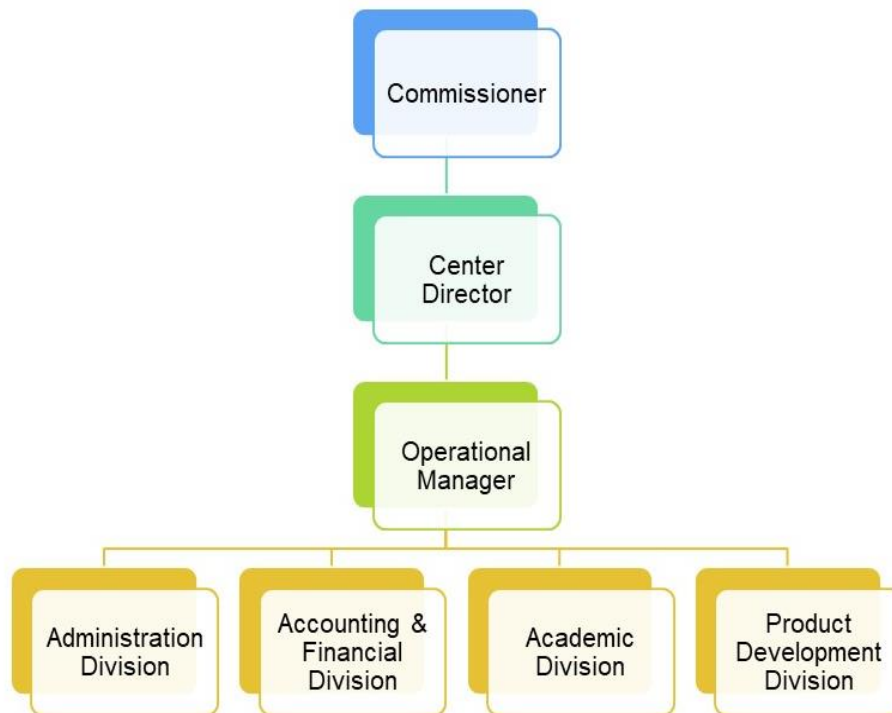 Commissioner
Center
Director
Operational
Manager
Administration
Division
Accounting &
Financial
Division
Academic
Division
Product
Development
Division